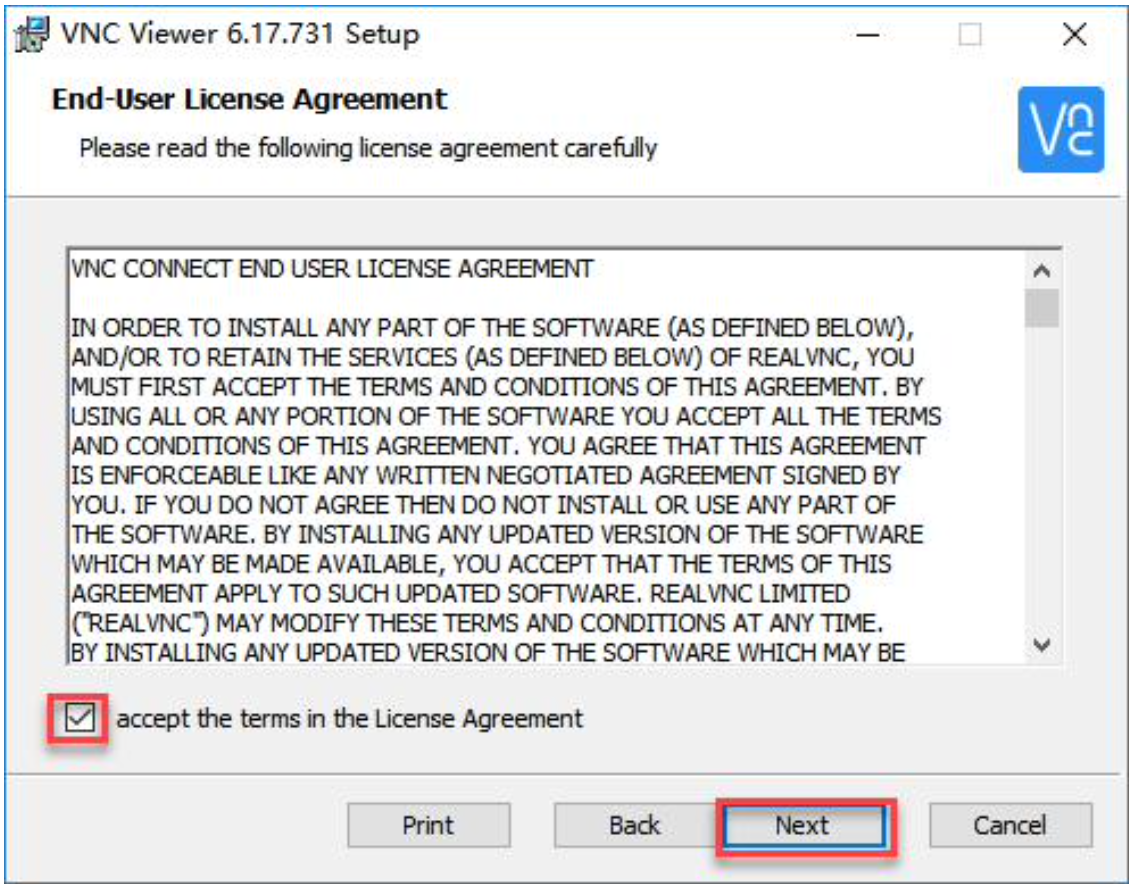 VNC Viewer 6.17.731 Setup
End-User License Agreement
Please read the following license agreement carefully
VNC
VNC CONNECT END USER LICENSE AGREEMENT
IN ORDER TO INSTALL ANY PART OF THE SOFTWARE (AS DEFINED BELOW),
AND/OR TO RETAIN THE SERVICES (AS DEFINED BELOW) OF REALVNC, YOU
MUST FIRST ACCEPT THE TERMS AND CONDITIONS OF THIS AGREEMENT. BY
USING ALL OR ANY PORTION OF THE SOFTWARE YOU ACCEPT ALL THE TERMS
AND CONDITIONS OF THIS AGREEMENT. YOU AGREE THAT THIS AGREEMENT
IS ENFORCEABLE LIKE ANY WRITTEN NEGOTIATED AGREEMENT SIGNED BY
YOU. IF YOU DO NOT AGREE THEN DO NOT INSTALL OR USE ANY PART OF
THE SOFTWARE. BY INSTALLING ANY UPDATED VERSION OF THE SOFTWARE
WHICH MAY BE MADE AVAILABLE, YOU ACCEPT THAT THE TERMS OF THIS
AGREEMENT APPLY TO SUCH UPDATED SOFTWARE. REALVNC LIMITED
("REALVNC") MAY MODIFY THESE TERMS AND CONDITIONS AT ANY TIME.
BY INSTALLING ANY UPDATED VERSION OF THE SOFTWARE WHICH MAY BE
accept the terms in the License Agreement
Print Back Next Cancel